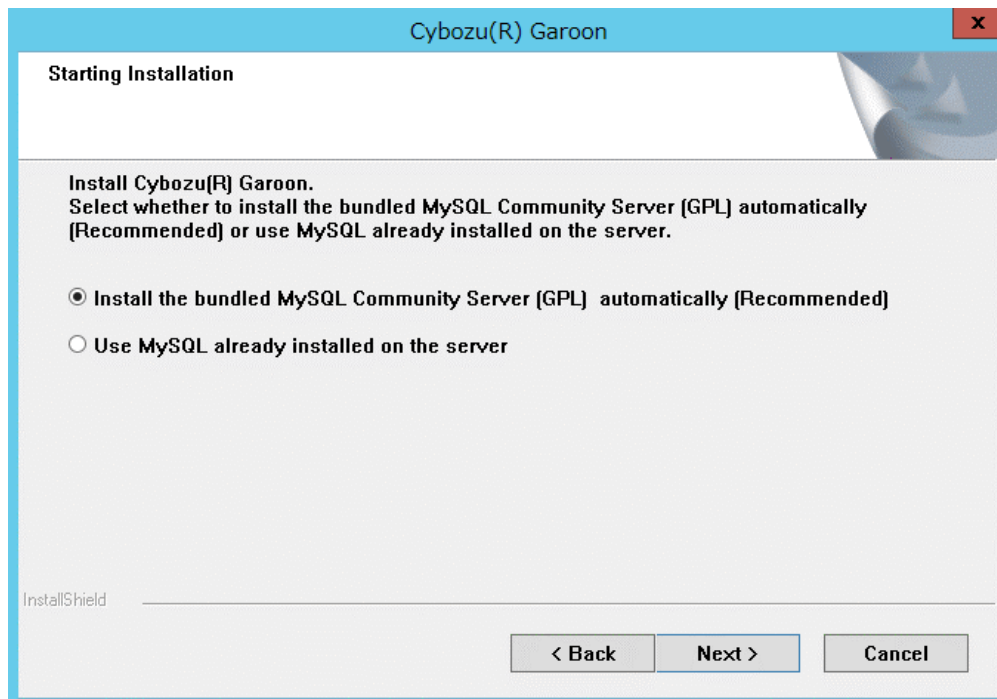 Cybozu(R) Garoon
x
Starting Installation
Install Cybozu(R) Garoon.
Select whether to install the bundled MySQL Community Server (GPL) automatically
(Recommended) or use MySQL already installed on the server.
Install the bundled MySQL Community Server (GPL)  automatically (Recommended)
Use MySQL already installed on the server
InstallShield
< Back
Next >
Cancel